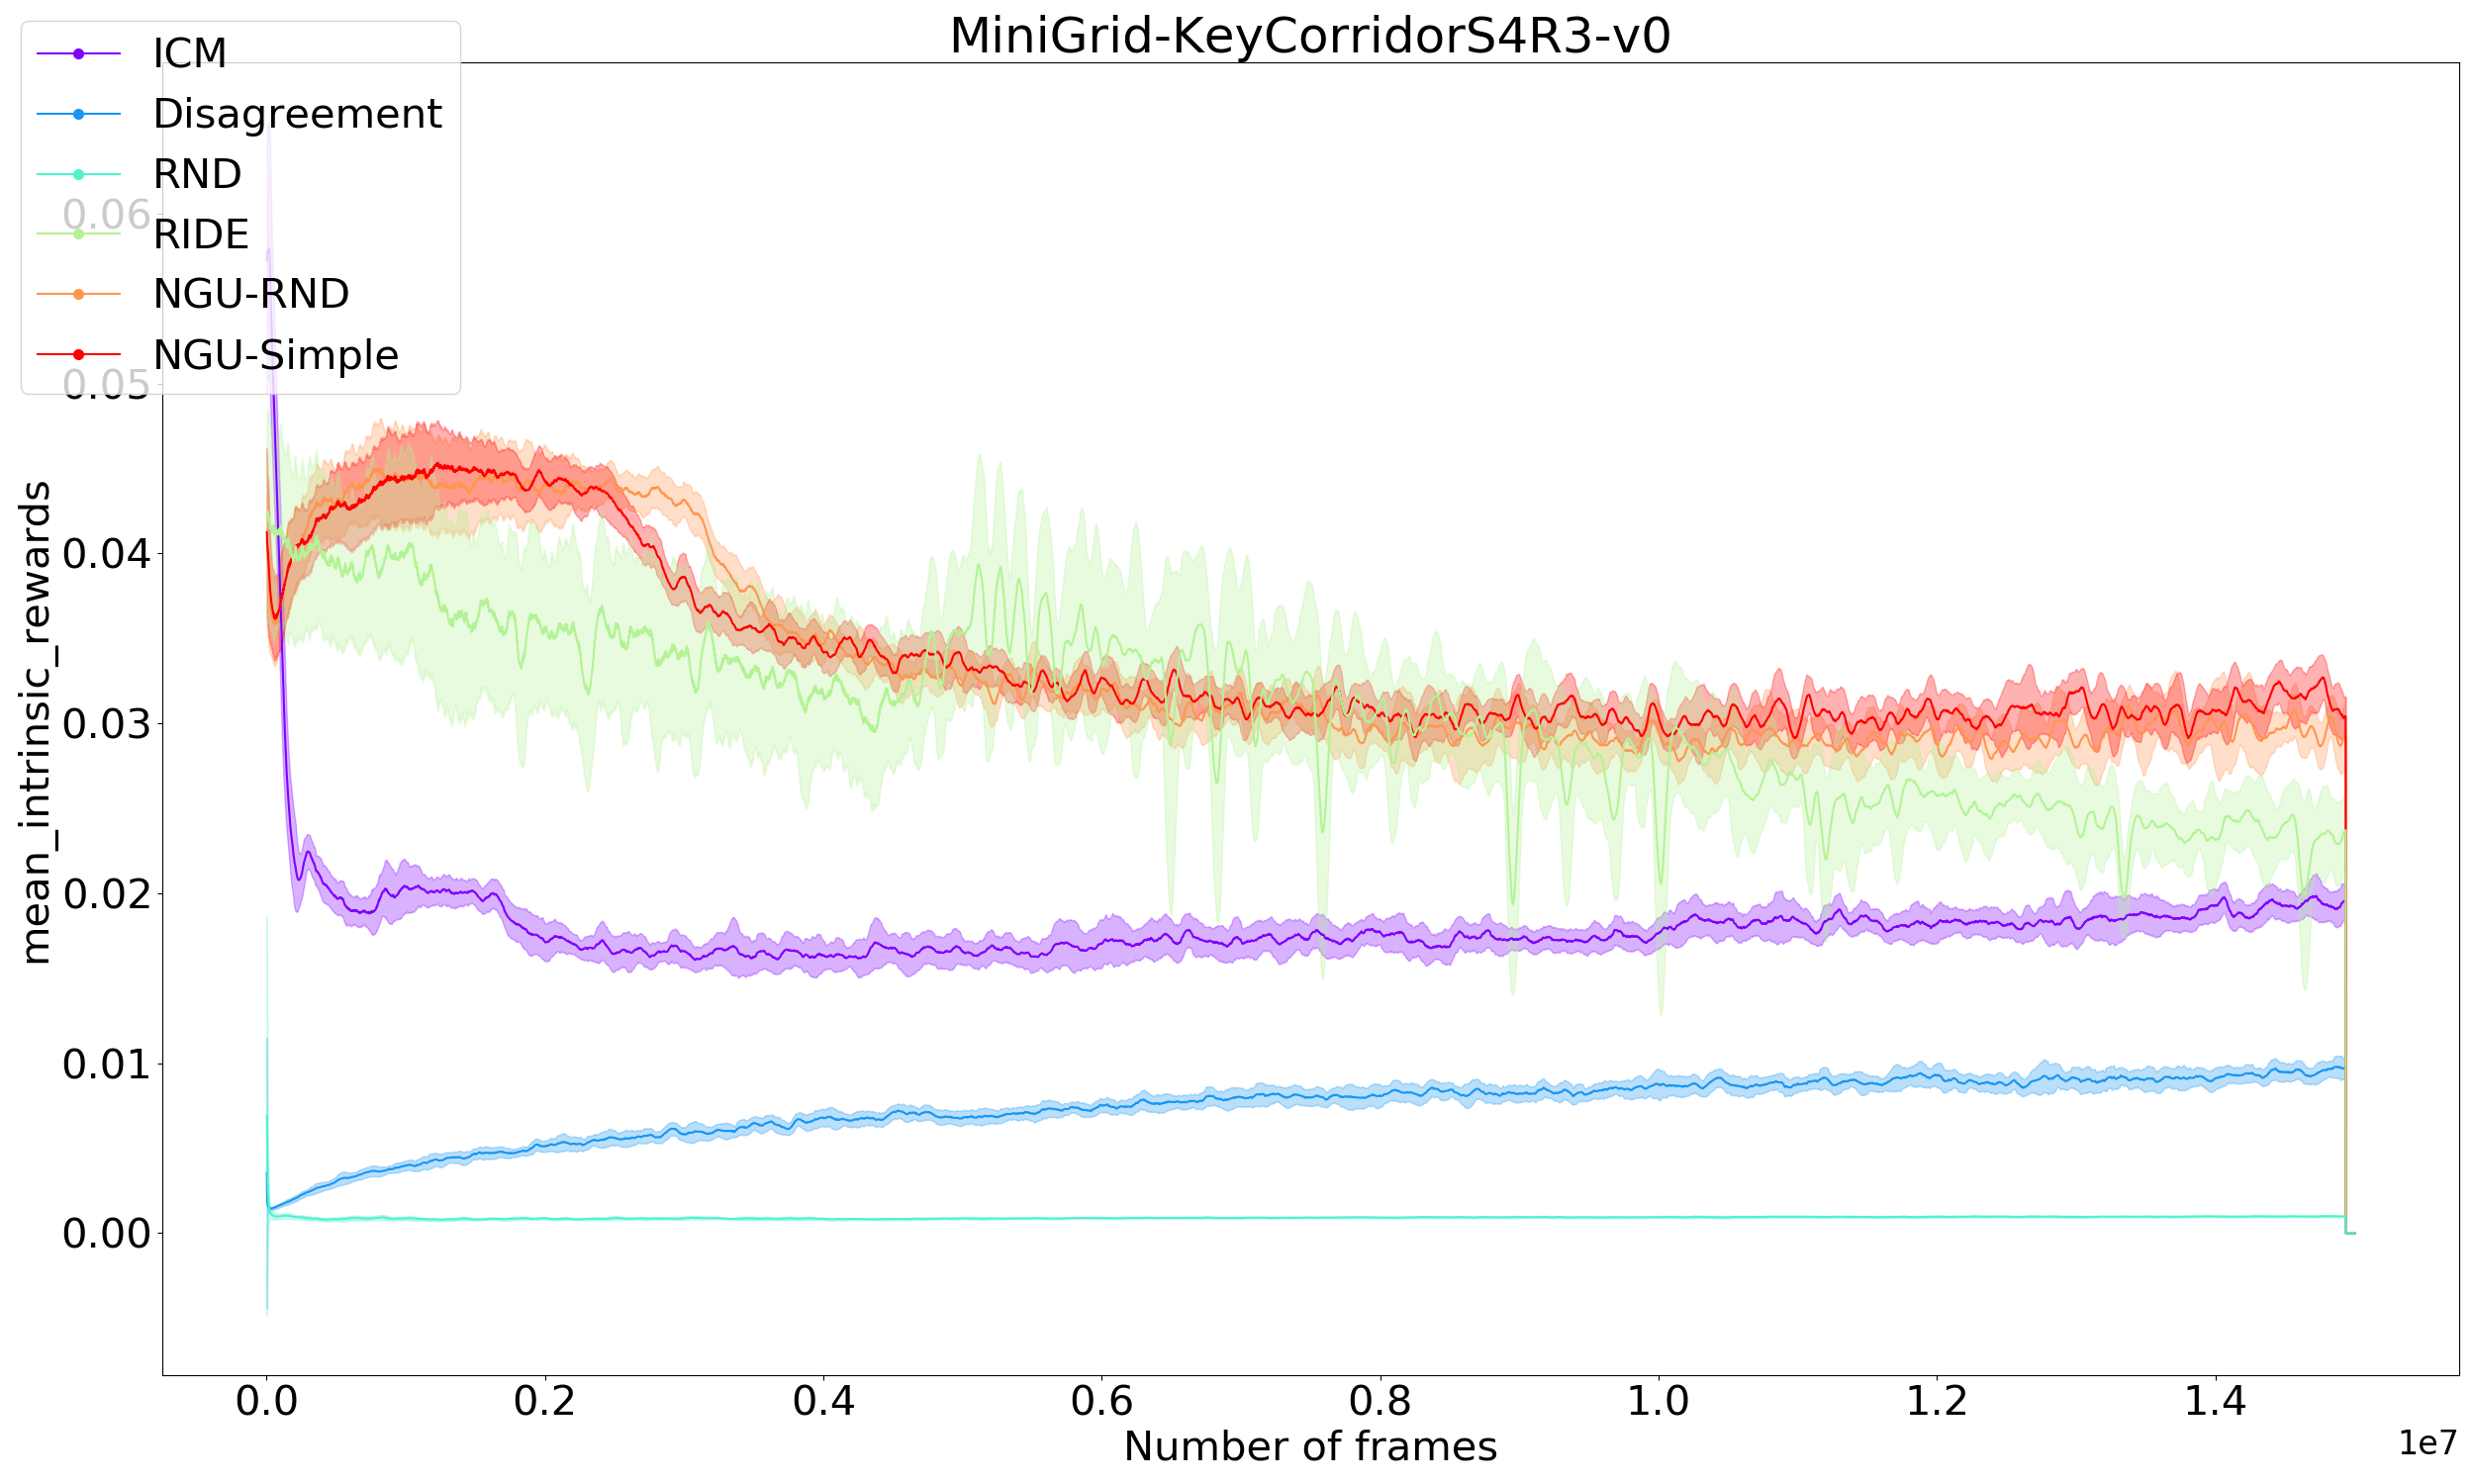 MiniGrid-KeyCorridorS4R3-v0
ICM
Disagreement
RND
RIDE
NGU-RND
NGU-Simple
mean_intrinsic_rewards
0.06
0.05
0.04
0.03
0.02
0.01
0.00
0.0 0.2 0.4 0.6 0.8 1.0 1.2 1.4
Number of frames
1e7